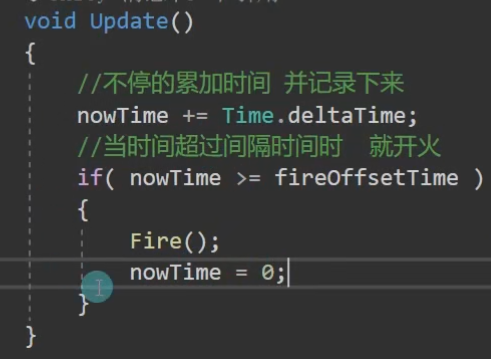 void Update()
{
//不停的累加时间 并记录下来
nowTime += Time.deltaTime;
//当时间超过间隔时间时 就开火
if( nowTime >= fireOffsetTime )
{
Fire();
nowTime = 0;
}
}